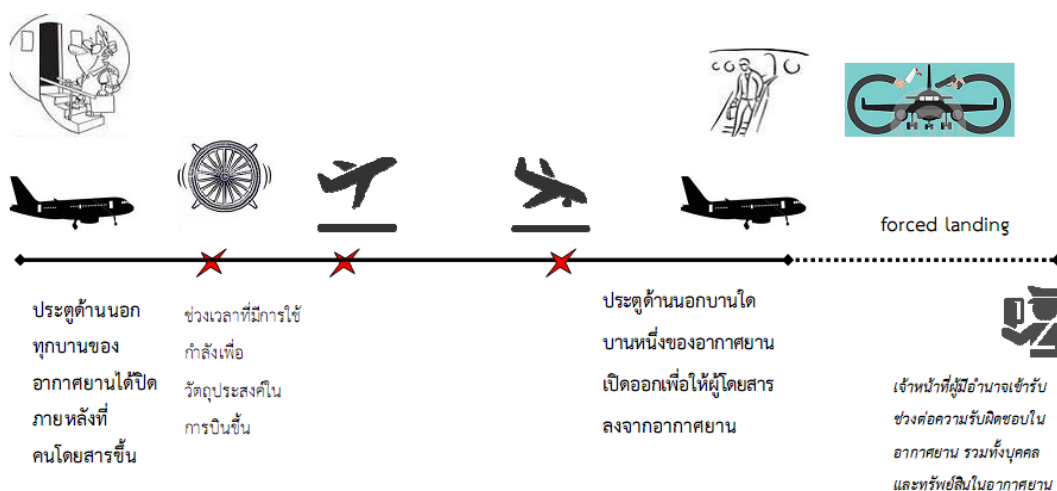 forced landing
ประตูด้านนอก
ทุกบานของ
อากาศยานได้ปิด
ภายหลังที่
คนโดยสารขึ้น
ช่วงเวลาที่มีการใช้
กำลังเพื่อ
วัตถุประสงค์ใน
การบินขึ้น
ประตูด้านนอกบานใด
บานหนึ่งของอากาศยาน
เปิดออกเพื่อให้ผู้โดยสาร
ลงจากอากาศยาน
เจ้าหน้าที่ผู้มีอำนาจเข้ารับ
ช่วงต่อความรับผิดชอบใน
อากาศยาน รวมทั้งบุคคล
และทรัพย์สินในอากาศยาน